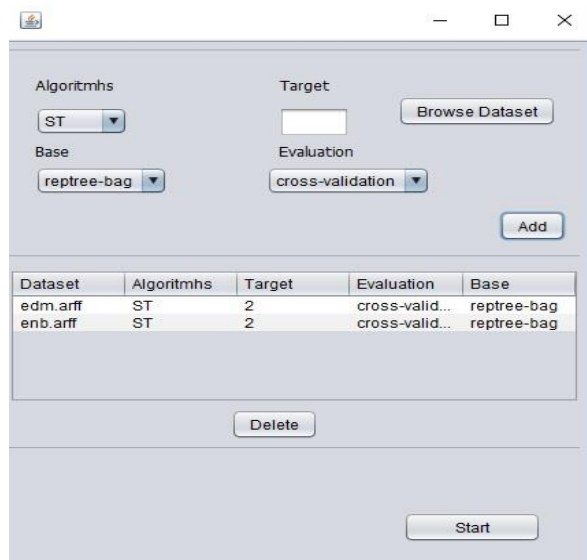 Algoritmhs Target
ST Browse Dataset
Base Evaluation
reptree-bag cross-validation
Add
Dataset Algoritmhs Target Evaluation Base
edm.arff ST 2 cross-valid... reptree-bag
enb.arff ST 2 cross-valid... reptree-bag
Delete
Start